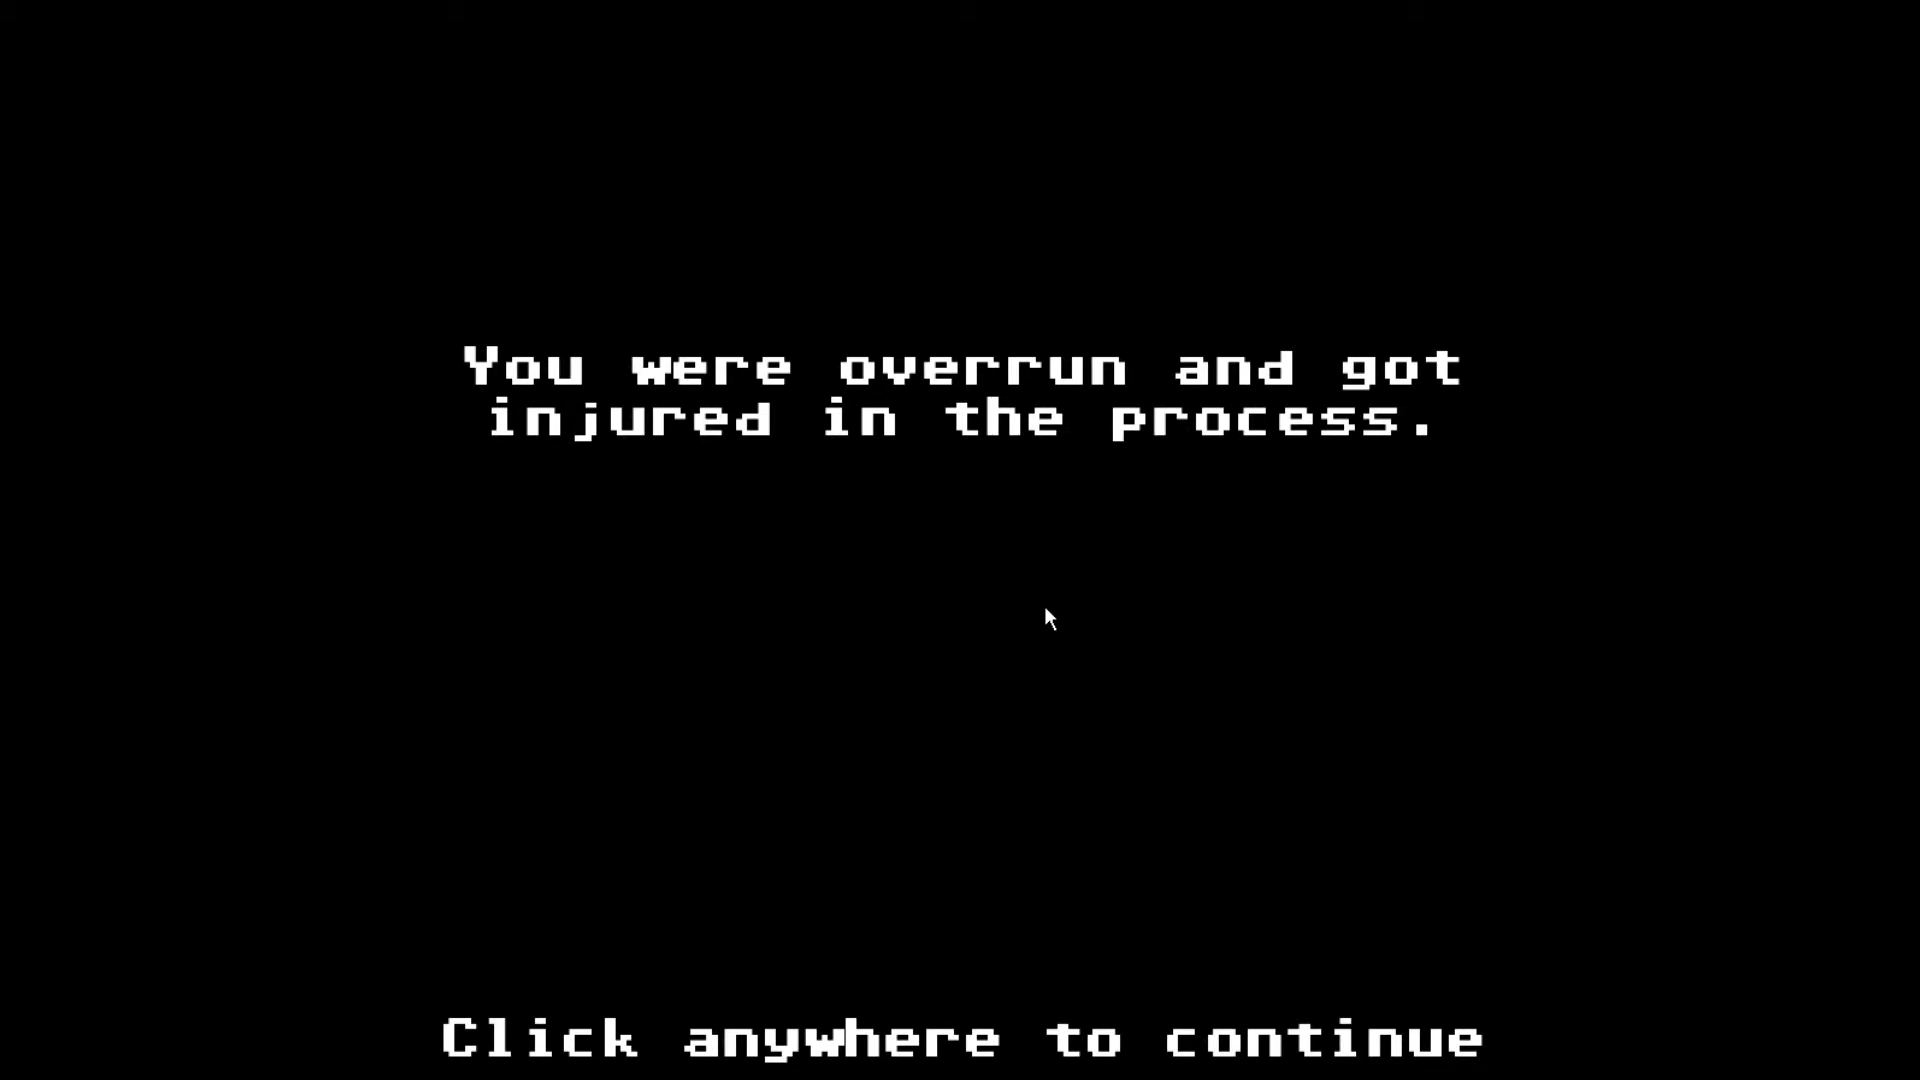 You were overrun and got
injured in the process.
Click anywhere to continue